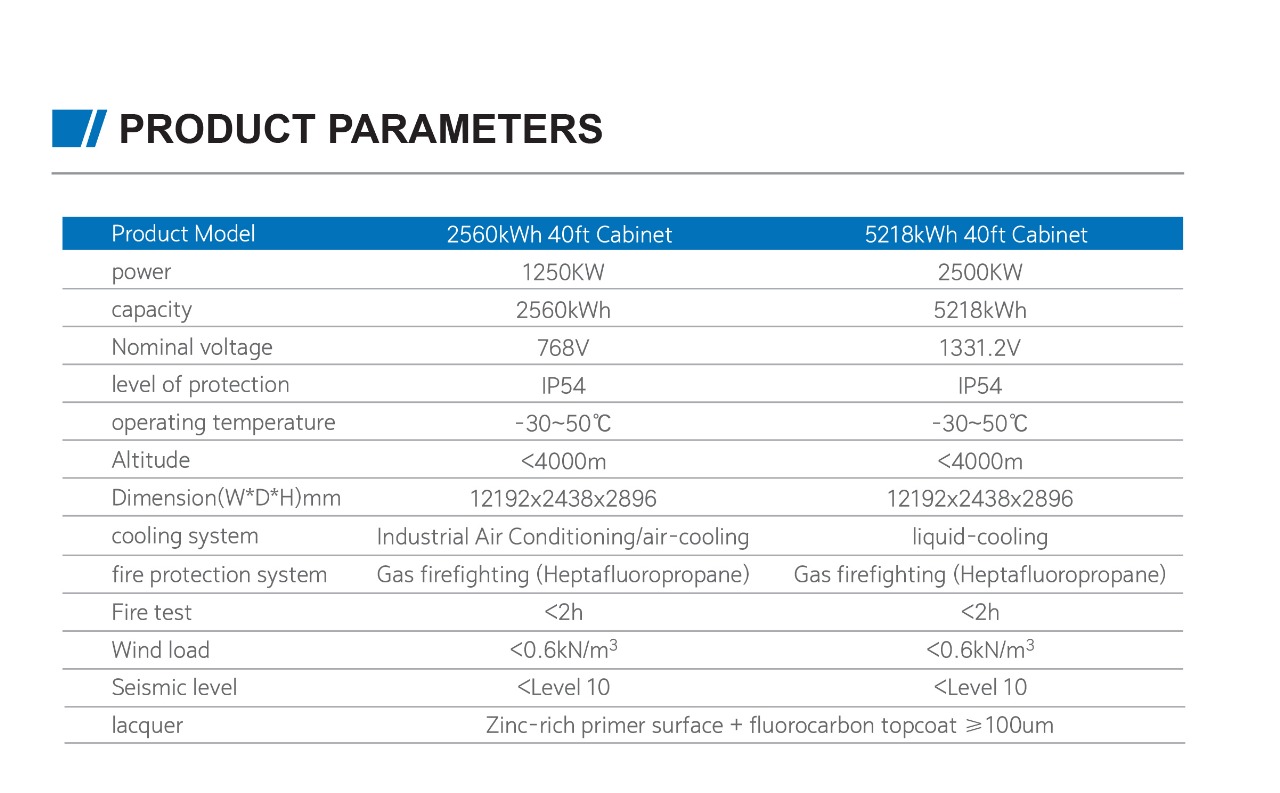 PRODUCT PARAMETERS
Product Model 2560kWh 40ft Cabinet 5218kWh 40ft Cabinet
power 1250KW 2500KW
capacity 2560kWh 5218kWh
Nominal voltage 768V 1331.2V
level of protection IP54 IP54
operating temperature -30~50℃ -30~50℃
Altitude <4000m <4000m
Dimension(W*D*H)mm 12192x2438x2896 12192x2438x2896
cooling system Industrial Air Conditioning/air-cooling liquid-cooling
fire protection system Gas firefighting (Heptafluoropropane) Gas firefighting (Heptafluoropropane)
Fire test <2h <2h
Wind load <0.6kN/m³ <0.6kN/m³
Seismic level <Level 10 <Level 10
lacquer Zinc-rich primer surface + fluorocarbon topcoat ⩾100um